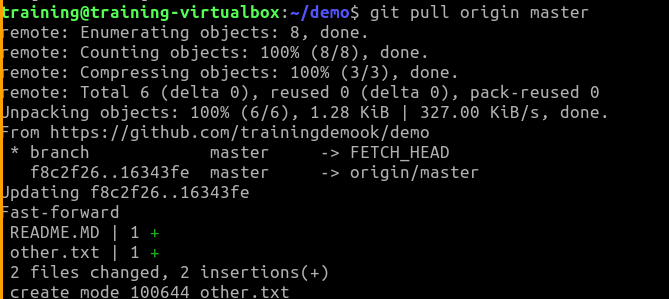 training@training-virtualbox:~/demo$ git pull origin master
remote: Enumerating objects: 8, done.
remote: Counting objects: 100% (8/8), done.
remote: Compressing objects: 100% (3/3), done.
remote: Total 6 (delta 0), reused 0 (delta 0), pack-reused 0
Unpacking objects: 100% (6/6), 1.28 KiB | 327.00 KiB/s, done.
From https://github.com/trainingdemook/demo
 * branch            master     -> FETCH_HEAD
   f8c2f26..16343fe  master     -> origin/master
Updating f8c2f26..16343fe
Fast-forward
 README.MD | 1 +
 other.txt | 1 +
 2 files changed, 2 insertions(+)
 create mode 100644 other.txt